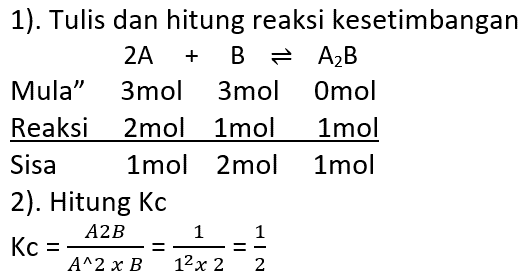 1). Tulis dan hitung reaksi kesetimbangan
2A + B ⇌ A₂B
Mula” 3mol 3mol 0mol
Reaksi 2mol 1mol 1mol
Sisa 1mol 2mol 1mol
2). Hitung Kc
Kc = A2B / A^2 x B = 1 / 1² x 2 = 1 / 2